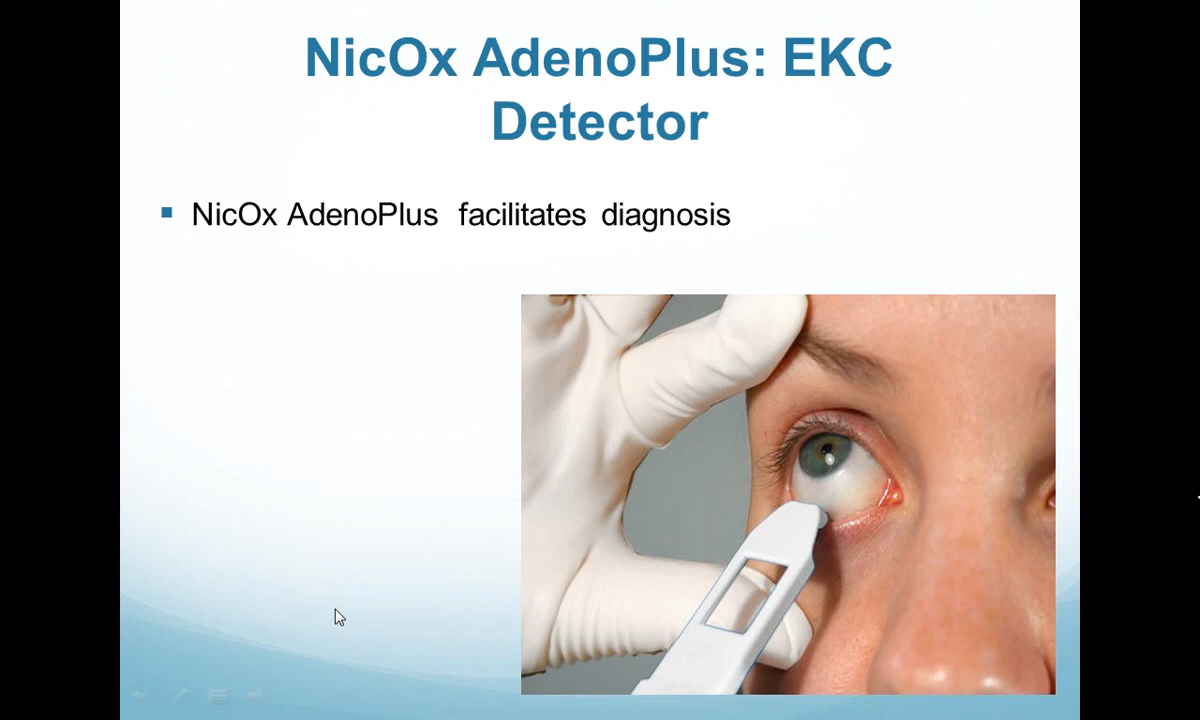 NicOx AdenoPlus: EKC
Detector
NicOx AdenoPlus facilitates diagnosis